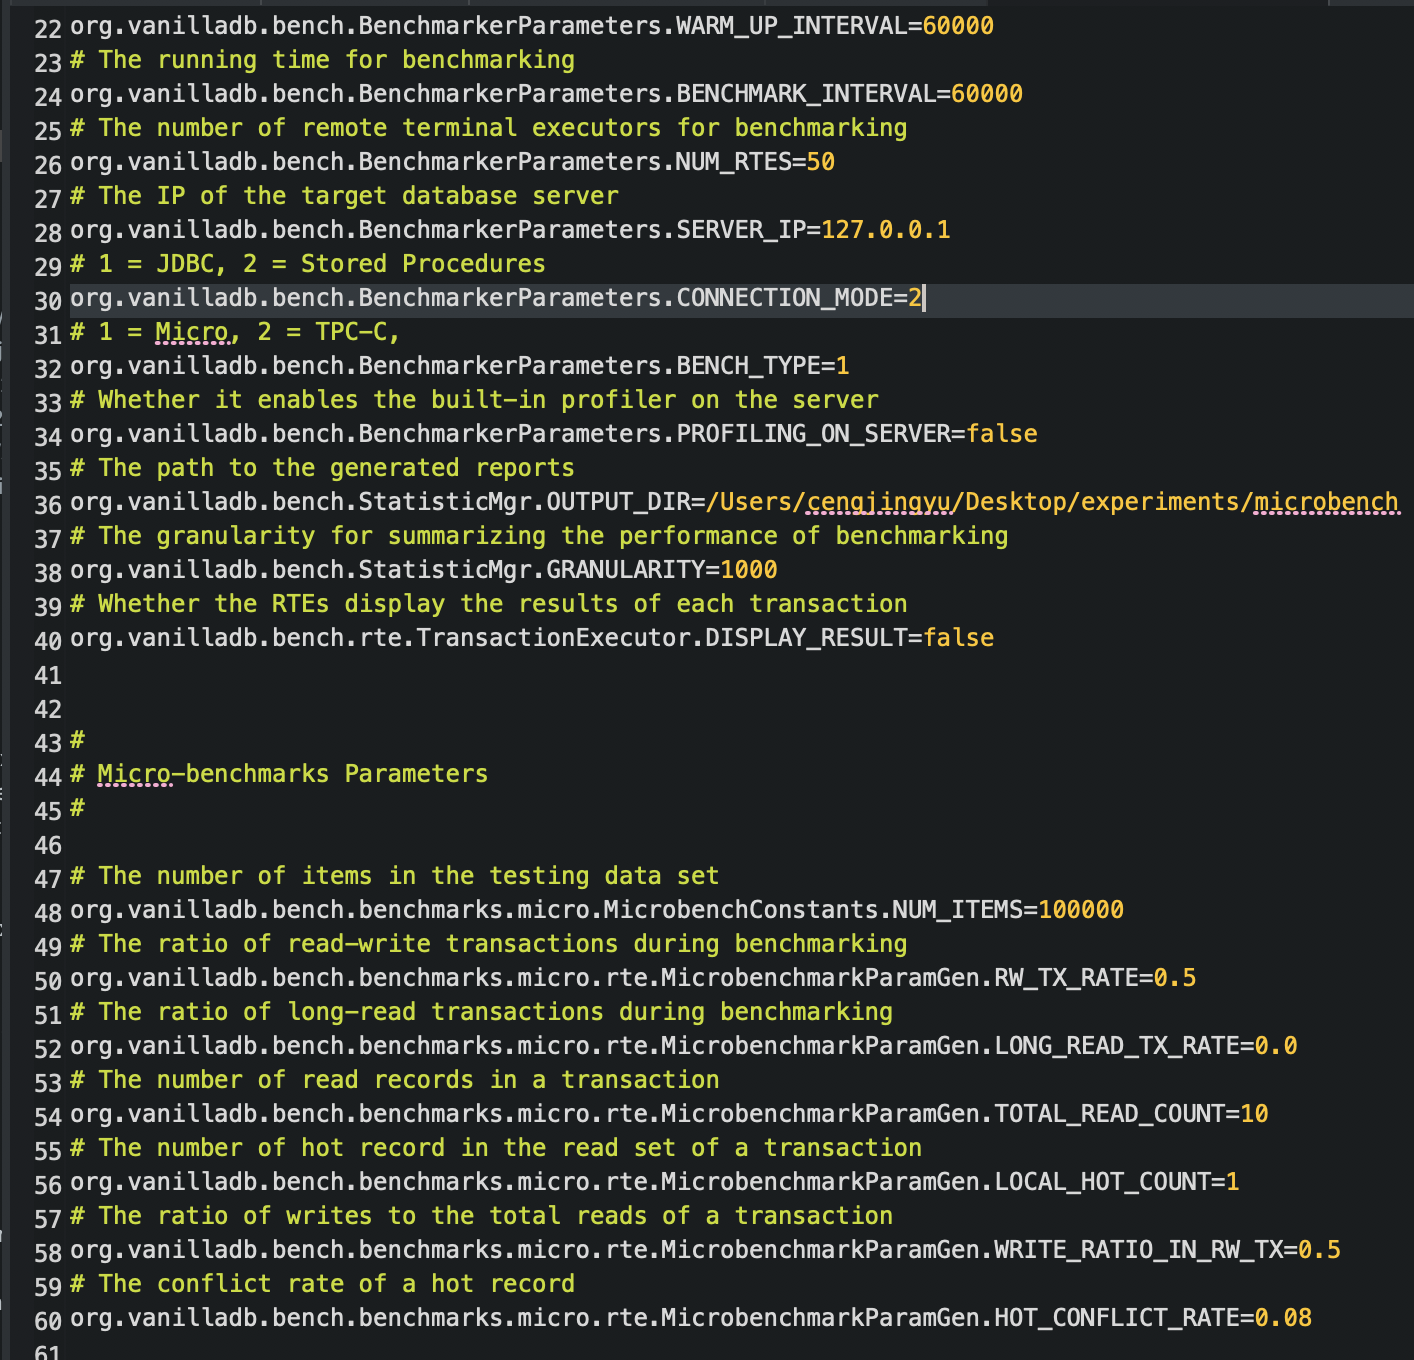 22 org.vanilladb.bench.BenchmarkerParameters.WARM_UP_INTERVAL=60000
23 # The running time for benchmarking
24 org.vanilladb.bench.BenchmarkerParameters.BENCHMARK_INTERVAL=60000
25 # The number of remote terminal executors for benchmarking
26 org.vanilladb.bench.BenchmarkerParameters.NUM_RTES=50
27 # The IP of the target database server
28 org.vanilladb.bench.BenchmarkerParameters.SERVER_IP=127.0.0.1
29 # 1 = JDBC, 2 = Stored Procedures
30 org.vanilladb.bench.BenchmarkerParameters.CONNECTION_MODE=2
31 # 1 = Micro, 2 = TPC-C,
32 org.vanilladb.bench.BenchmarkerParameters.BENCH_TYPE=1
33 # Whether it enables the built-in profiler on the server
34 org.vanilladb.bench.BenchmarkerParameters.PROFILING_ON_SERVER=false
35 # The path to the generated reports
36 org.vanilladb.bench.StatisticMgr.OUTPUT_DIR=/Users/cengjingyu/Desktop/experiments/microbench
37 # The granularity for summarizing the performance of benchmarking
38 org.vanilladb.bench.StatisticMgr.GRANULARITY=1000
39 # Whether the RTEs display the results of each transaction
40 org.vanilladb.bench.rte.TransactionExecutor.DISPLAY_RESULT=false
41
42
43 #
44 # Micro-benchmarks Parameters
45 #
46
47 # The number of items in the testing data set
48 org.vanilladb.bench.benchmarks.micro.MicrobenchConstants.NUM_ITEMS=100000
49 # The ratio of read-write transactions during benchmarking
50 org.vanilladb.bench.benchmarks.micro.rte.MicrobenchmarkParamGen.RW_TX_RATE=0.5
51 # The ratio of long-read transactions during benchmarking
52 org.vanilladb.bench.benchmarks.micro.rte.MicrobenchmarkParamGen.LONG_READ_TX_RATE=0.0
53 # The number of read records in a transaction
54 org.vanilladb.bench.benchmarks.micro.rte.MicrobenchmarkParamGen.TOTAL_READ_COUNT=10
55 # The number of hot record in the read set of a transaction
56 org.vanilladb.bench.benchmarks.micro.rte.MicrobenchmarkParamGen.LOCAL_HOT_COUNT=1
57 # The ratio of writes to the total reads of a transaction
58 org.vanilladb.bench.benchmarks.micro.rte.MicrobenchmarkParamGen.WRITE_RATIO_IN_RW_TX=0.5
59 # The conflict rate of a hot record
60 org.vanilladb.bench.benchmarks.micro.rte.MicrobenchmarkParamGen.HOT_CONFLICT_RATE=0.08
61